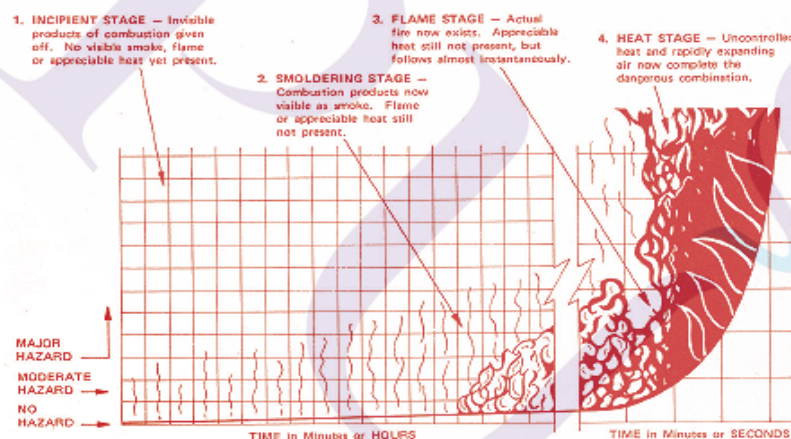 1. INCIPIENT STAGE — Invisible
products of combustion given
off. No visible smoke, flame
or appreciable heat yet present.
2. SMOLDERING STAGE —
Combustion products now
visible as smoke. Flame
or appreciable heat still
not present.
3. FLAME STAGE — Actual
fire now exists. Appreciable
heat still not present, but
follows almost instantaneously.
4. HEAT STAGE — Uncontrolled
heat and rapidly expanding
air now complete the
dangerous combination.
MAJOR
HAZARD
MODERATE
HAZARD
NO
HAZARD
TIME in Minutes or HOURS
TIME in Minutes or SECONDS